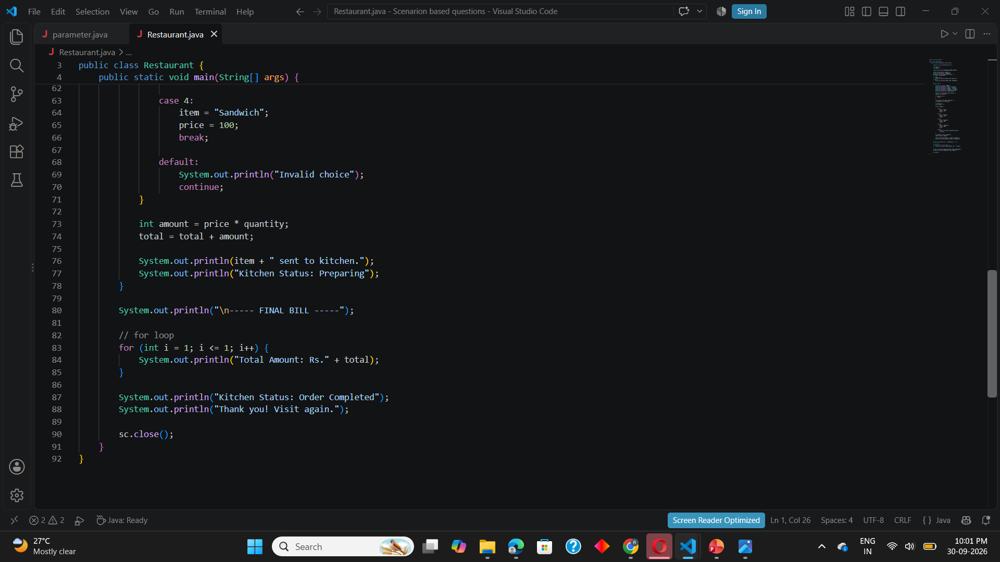 File Edit Selection View Go Run Terminal Help
Restaurant.java - Scenarion based questions - Visual Studio Code
Sign In
J parameter.java
J Restaurant.java
J Restaurant.java > ...
3 public class Restaurant {
4 public static void main(String[] args) {
62
63 case 4:
64 item = "Sandwich";
65 price = 100;
66 break;
67
68 default:
69 System.out.println("Invalid choice");
70 continue;
71 }
72
73 int amount = price * quantity;
74 total = total + amount;
75
76 System.out.println(item + " sent to kitchen.");
77 System.out.println("Kitchen Status: Preparing");
78 }
79
80 System.out.println("\n----- FINAL BILL -----");
81
82 // for loop
83 for (int i = 1; i <= 1; i++) {
84 System.out.println("Total Amount: Rs." + total);
85 }
86
87 System.out.println("Kitchen Status: Order Completed");
88 System.out.println("Thank you! Visit again.");
89
90 sc.close();
91 }
92 }
2 2 Java: Ready
Screen Reader Optimized Ln 1, Col 26 Spaces: 4 UTF-8 CRLF { } Java
27°C
Mostly clear
Search
ENG
IN
10:01 PM
30-09-2026